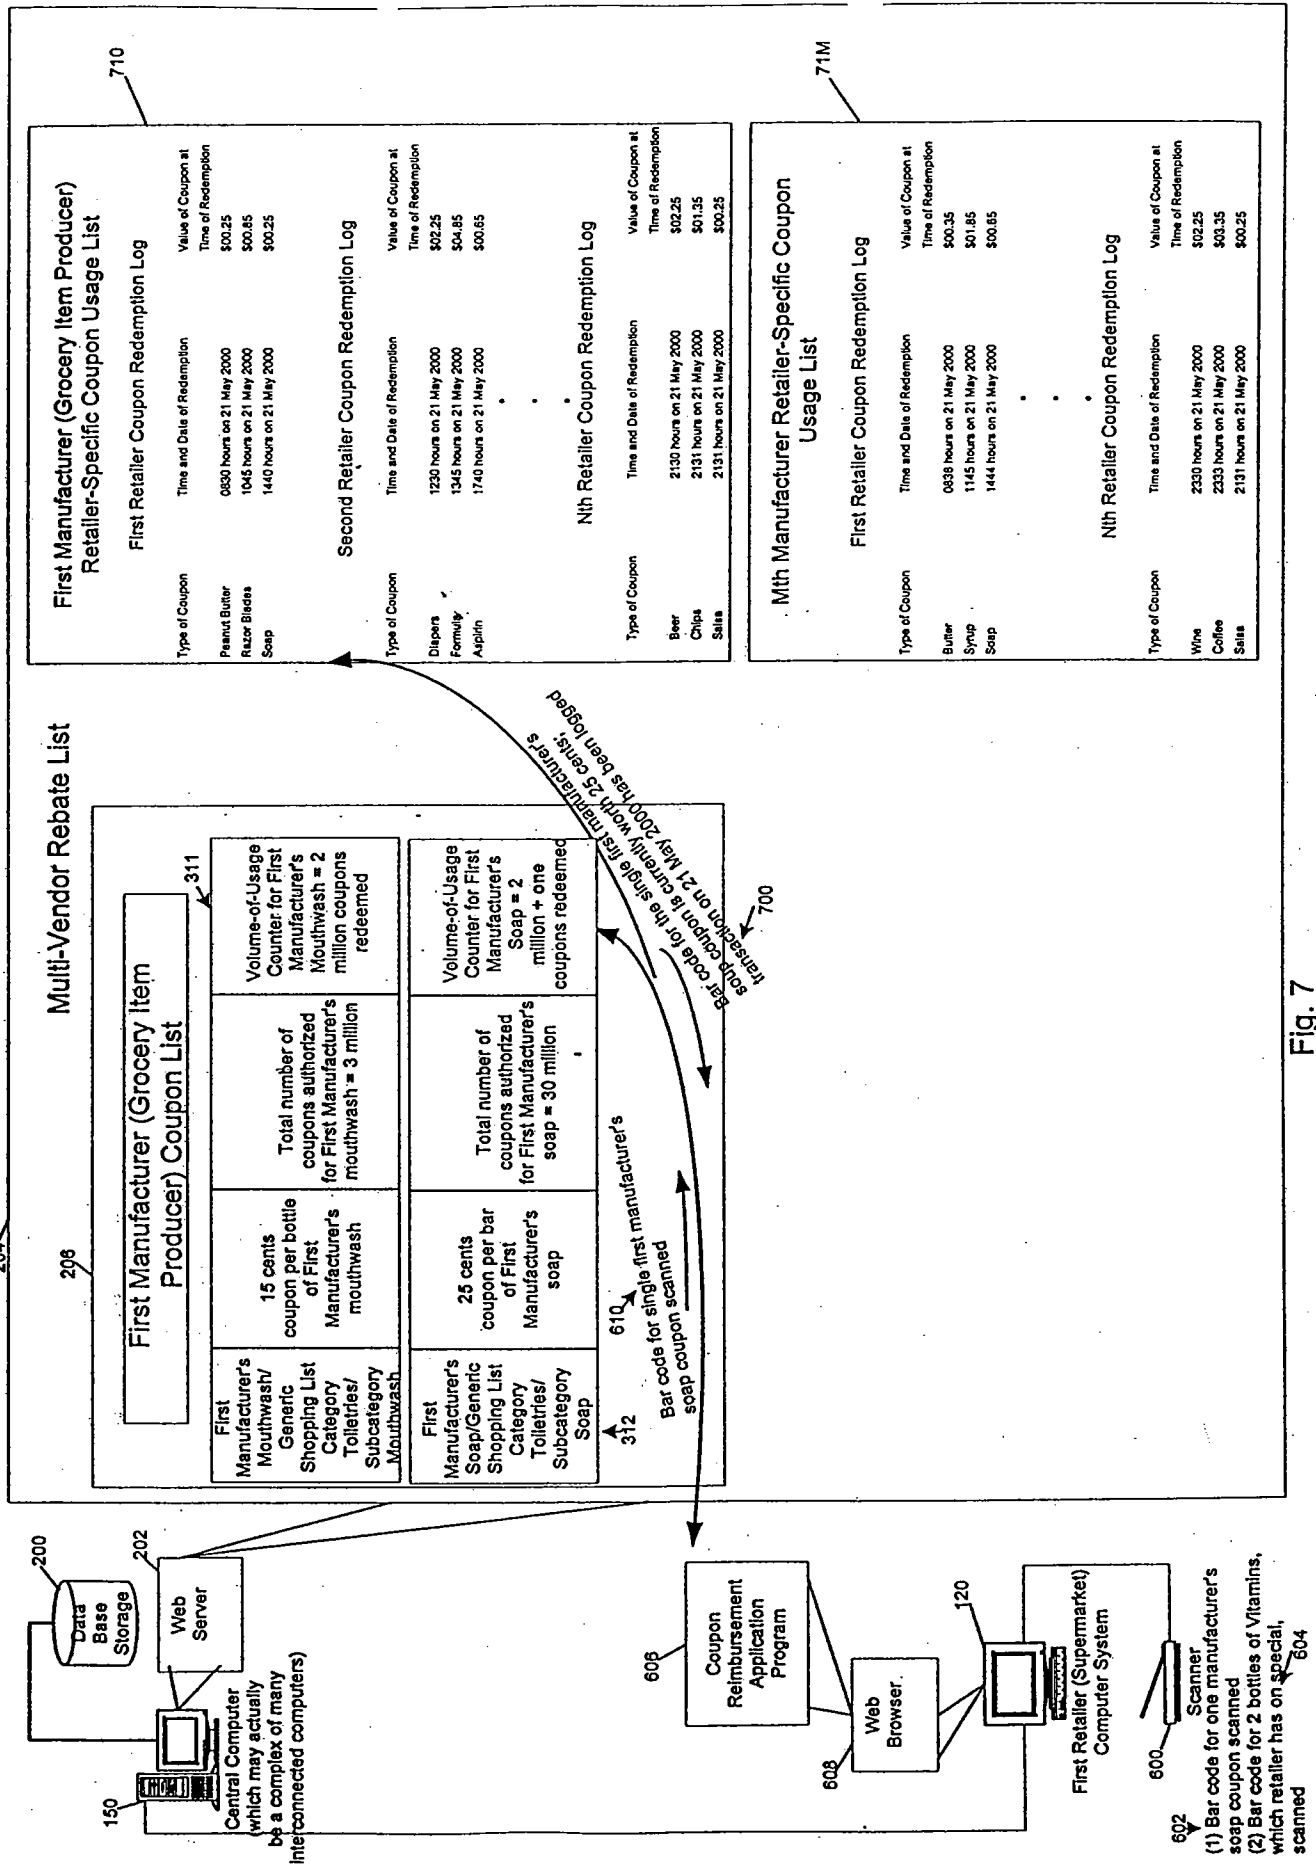 200
Data
Base
Storage
202
Web
Server
150
Central Computer
(which may actually
be a complex of many
interconnected computers)
Multi-Vendor Rebate List
206
First Manufacturer (Grocery Item
Producer) Coupon List
311
First
Manufacturer's
Mouthwash/
Generic
Shopping List
Category
Toiletries/
Subcategory
Mouthwash
15 cents
coupon per bottle
of First
Manufacturer's
mouthwash
Total number of
coupons authorized
for First Manufacturer's
mouthwash = 3 million
Volume-of-Usage
Counter for First
Manufacturer's
Mouthwash = 2
million coupons
redeemed
First
Manufacturer's
Soap/Generic
Shopping List
Category
Toiletries/
Subcategory
Soap
25 cents
coupon per bar
of First
Manufacturer's
soap
Total number of
coupons authorized
for First Manufacturer's
soap = 30 million
Volume-of-Usage
Counter for First
Manufacturer's
Soap = 2
million + one
coupons redeemed
312
610
Bar code for single first manufacturer's
soap coupon scanned
Bar code for the single first manufacturer's
soup coupon is currently worth 25 cents;
transaction on 21 May 2000 has been logged
700
710
First Manufacturer (Grocery Item Producer)
Retailer-Specific Coupon Usage List
First Retailer Coupon Redemption Log
Type of Coupon Time and Date of Redemption Value of Coupon at
Time of Redemption
Peanut Butter 0830 hours on 21 May 2000 $00.25
Razor Blades 1045 hours on 21 May 2000 $00.85
Soap 1440 hours on 21 May 2000 $00.25
Second Retailer Coupon Redemption Log
Type of Coupon Time and Date of Redemption Value of Coupon at
Time of Redemption
Diapers 1230 hours on 21 May 2000 $02.25
Formula 1345 hours on 21 May 2000 $04.85
Aspirin 1740 hours on 21 May 2000 $00.65
Nth Retailer Coupon Redemption Log
Type of Coupon Time and Date of Redemption Value of Coupon at
Time of Redemption
Beer 2130 hours on 21 May 2000 $02.25
Chips 2131 hours on 21 May 2000 $01.35
Salsa 2131 hours on 21 May 2000 $00.25
71M
Mth Manufacturer Retailer-Specific Coupon
Usage List
First Retailer Coupon Redemption Log
Type of Coupon Time and Date of Redemption Value of Coupon at
Time of Redemption
Butter 0838 hours on 21 May 2000 $00.35
Syrup 1145 hours on 21 May 2000 $01.85
Soap 1444 hours on 21 May 2000 $00.65
Nth Retailer Coupon Redemption Log
Type of Coupon Time and Date of Redemption Value of Coupon at
Time of Redemption
Wine 2330 hours on 21 May 2000 $02.25
Coffee 2333 hours on 21 May 2000 $03.35
Salsa 2131 hours on 21 May 2000 $00.25
606
Coupon
Reimbursement
Application
Program
608
Web
Browser
120
First Retailer (Supermarket)
Computer System
600
Scanner
602
(1) Bar code for one manufacturer's
soap coupon scanned
(2) Bar code for 2 bottles of Vitamins,
which retailer has on special,
scanned
604
Fig. 7